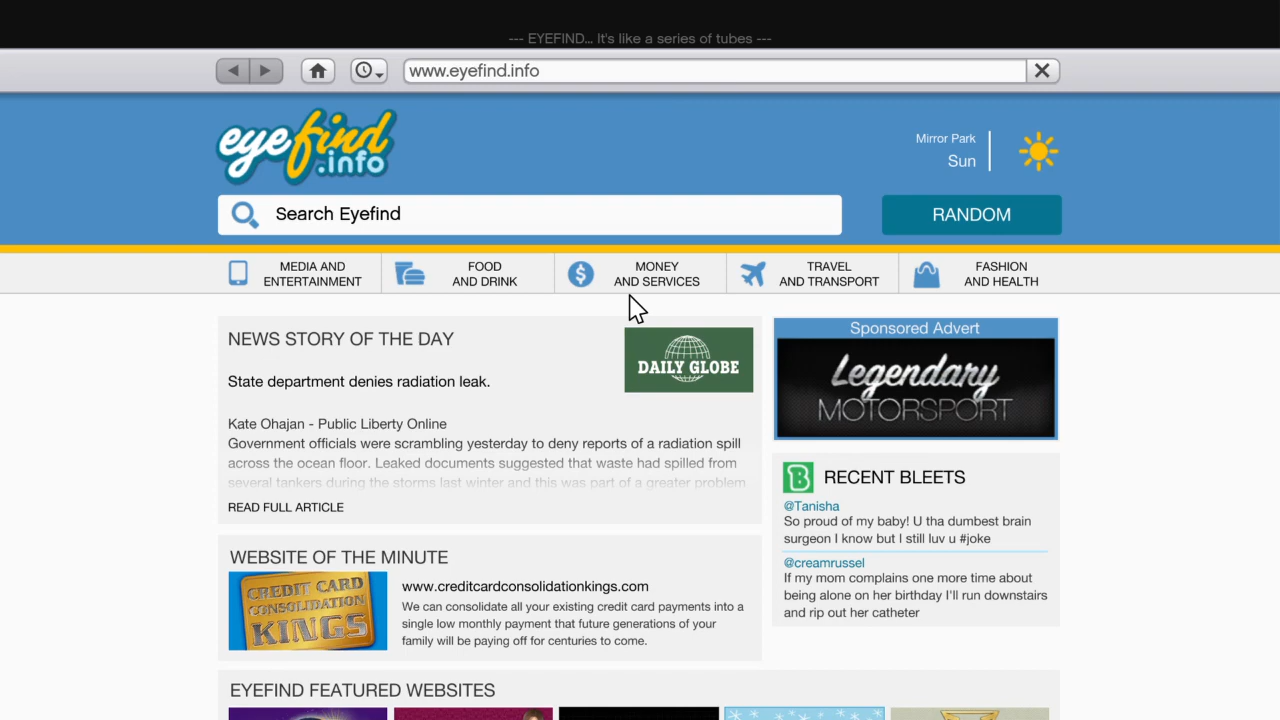 --- EYEFIND... It's like a series of tubes ---
www.eyefind.info
eyefind
.info
Mirror Park
Sun
Search Eyefind
RANDOM
MEDIA AND
ENTERTAINMENT
FOOD
AND DRINK
MONEY
AND SERVICES
TRAVEL
AND TRANSPORT
FASHION
AND HEALTH
NEWS STORY OF THE DAY
DAILY GLOBE
State department denies radiation leak.
Kate Ohajan - Public Liberty Online
Government officials were scrambling yesterday to deny reports of a radiation spill
across the ocean floor. Leaked documents suggested that waste had spilled from
several tankers during the storms last winter and this was part of a greater problem
READ FULL ARTICLE
Sponsored Advert
Legendary
MOTORSPORT
RECENT BLEETS
@Tanisha
So proud of my baby! U tha dumbest brain
surgeon I know but I still luv u #joke
@creamrussel
If my mom complains one more time about
being alone on her birthday I'll run downstairs
and rip out her catheter
WEBSITE OF THE MINUTE
CREDIT CARD
CONSOLIDATION
KINGS
www.creditcardconsolidationkings.com
We can consolidate all your existing credit card payments into a
single low monthly payment that future generations of your
family will be paying off for centuries to come.
EYEFIND FEATURED WEBSITES